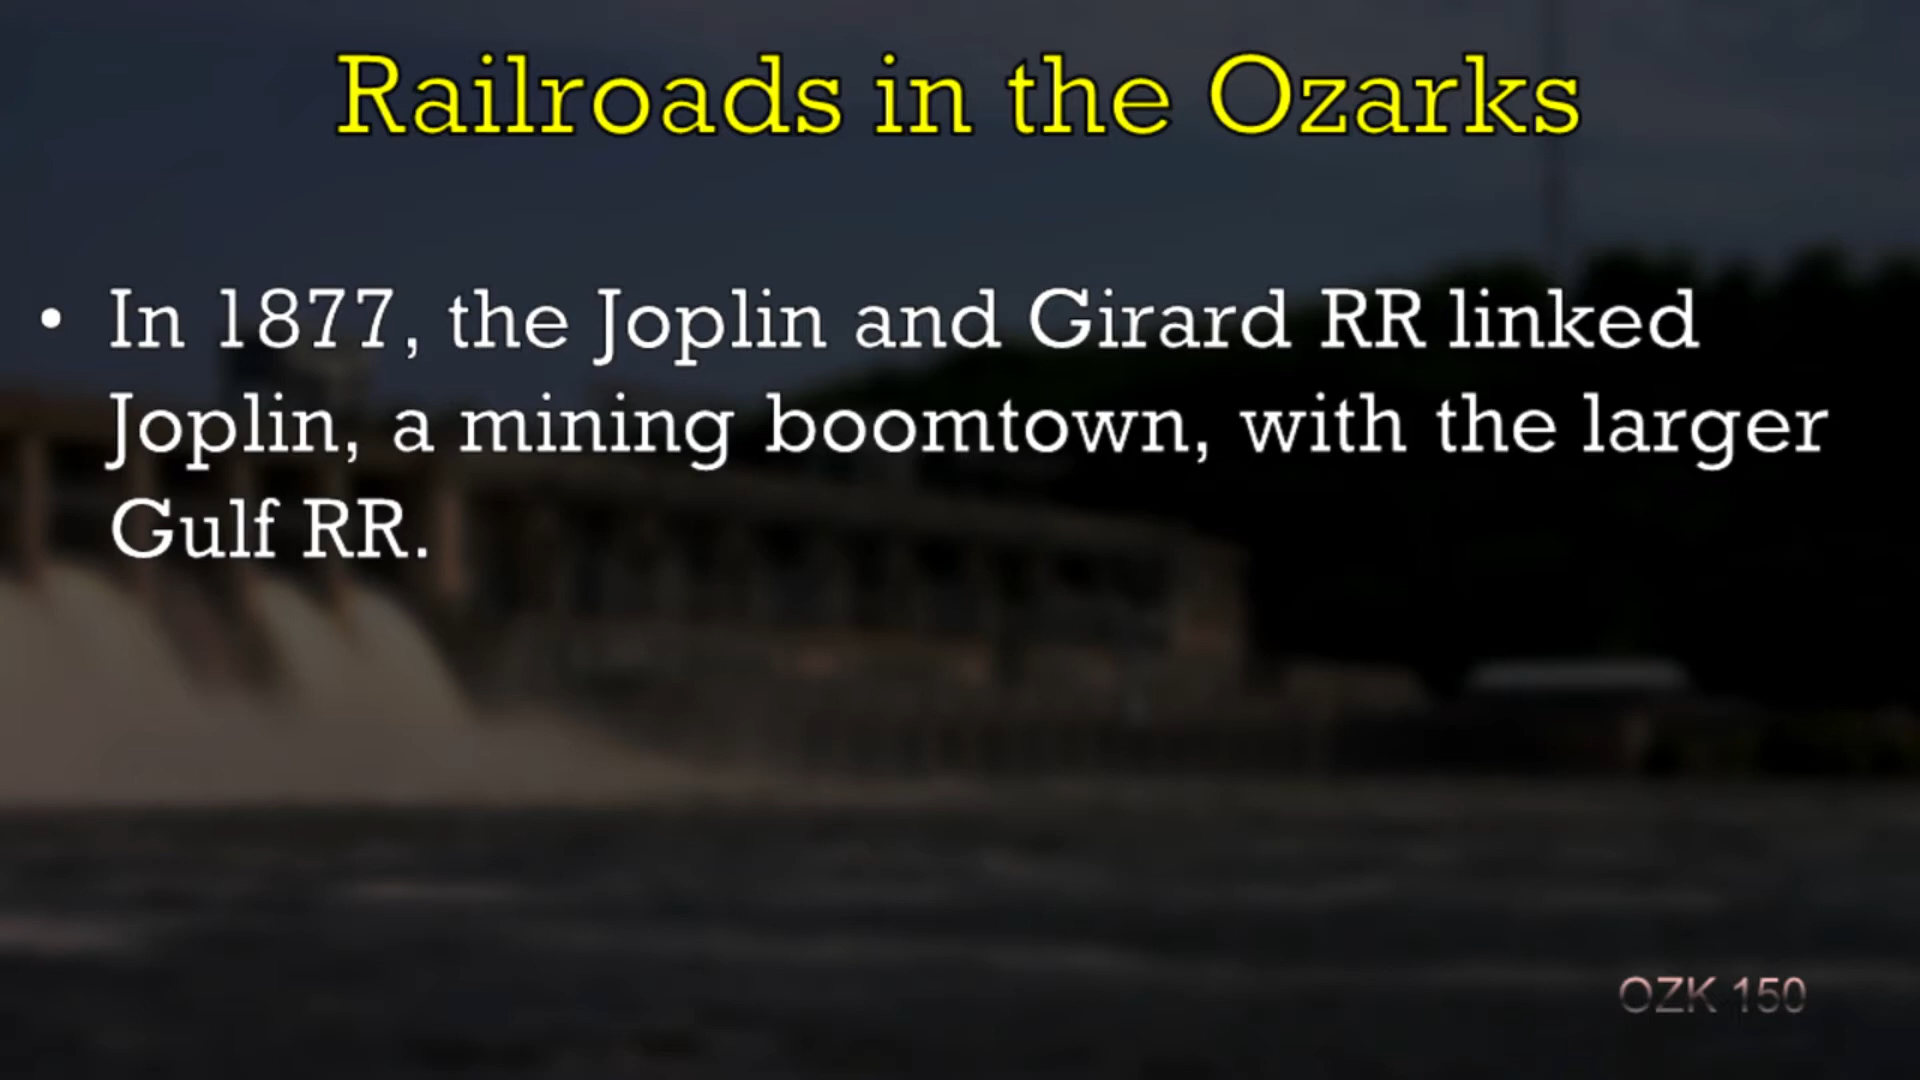 Railroads in the Ozarks
• In 1877, the Joplin and Girard RR linked
Joplin, a mining boomtown, with the larger
Gulf RR.
OZK 150